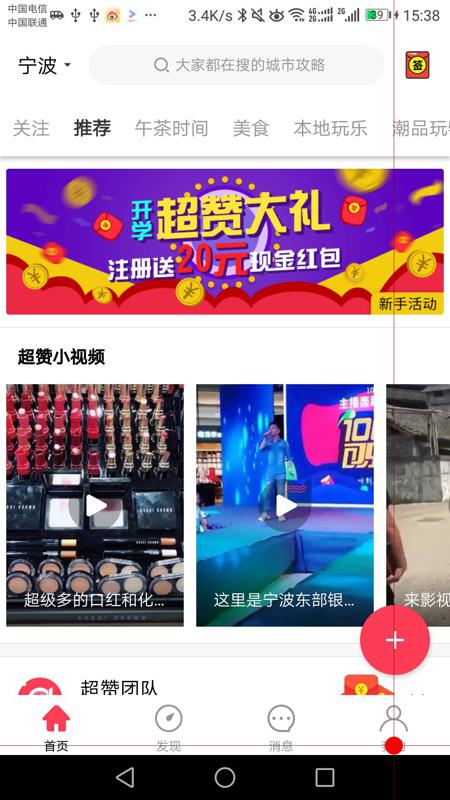 中国电信
中国联通
3.4K/s
4G
2G
39
15:38
宁波
大家都在搜的城市攻略
签
关注 推荐 午茶时间 美食 本地玩乐 潮品玩
开学 超赞大礼
注册送20元现金红包
新手活动
超赞小视频
主播
10
BOBBI BROWN
超级多的口红和化...
这里是宁波东部银...
来影视
超赞团队
首页 发现 消息